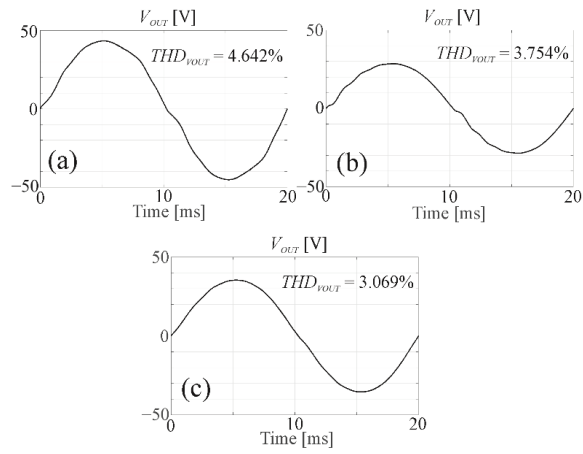 V_OUT [V]
50
THD_VOUT = 4.642%
0
(a)
−50
0 10 20
Time [ms]
V_OUT [V]
50
THD_VOUT = 3.754%
0
(b)
−50
0 10 20
Time [ms]
V_OUT [V]
50
THD_VOUT = 3.069%
0
(c)
−50
0 10 20
Time [ms]